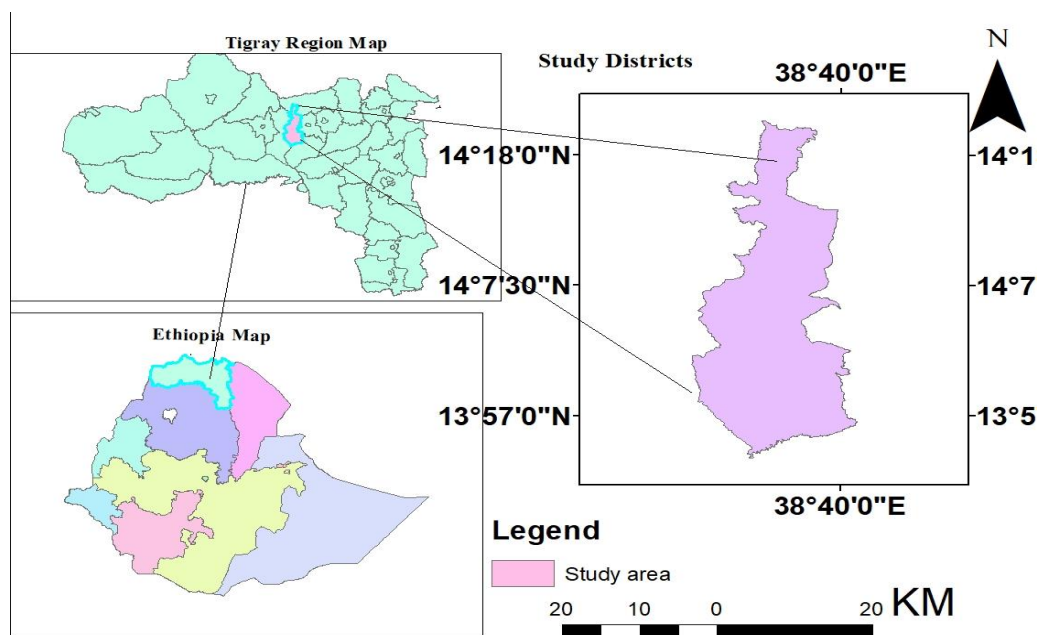 Tigray Region Map
Study Districts
N
38°40'0"E
14°18'0"N
14°1
14°7'30"N
14°7
Ethiopia Map
13°57'0"N
13°5
38°40'0"E
Legend
Study area
20 10 0 20 KM